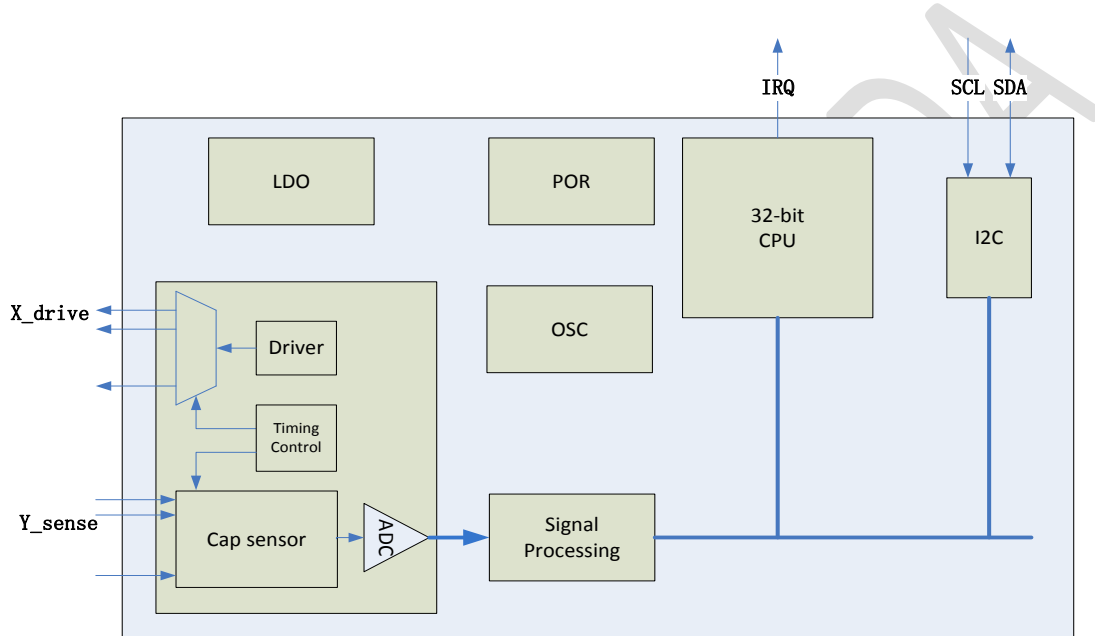 IRQ
SCL SDA
LDO
POR
32-bit
CPU
I2C
X_drive
Driver
OSC
Timing
Control
Y_sense
Cap sensor
ADC
Signal
Processing